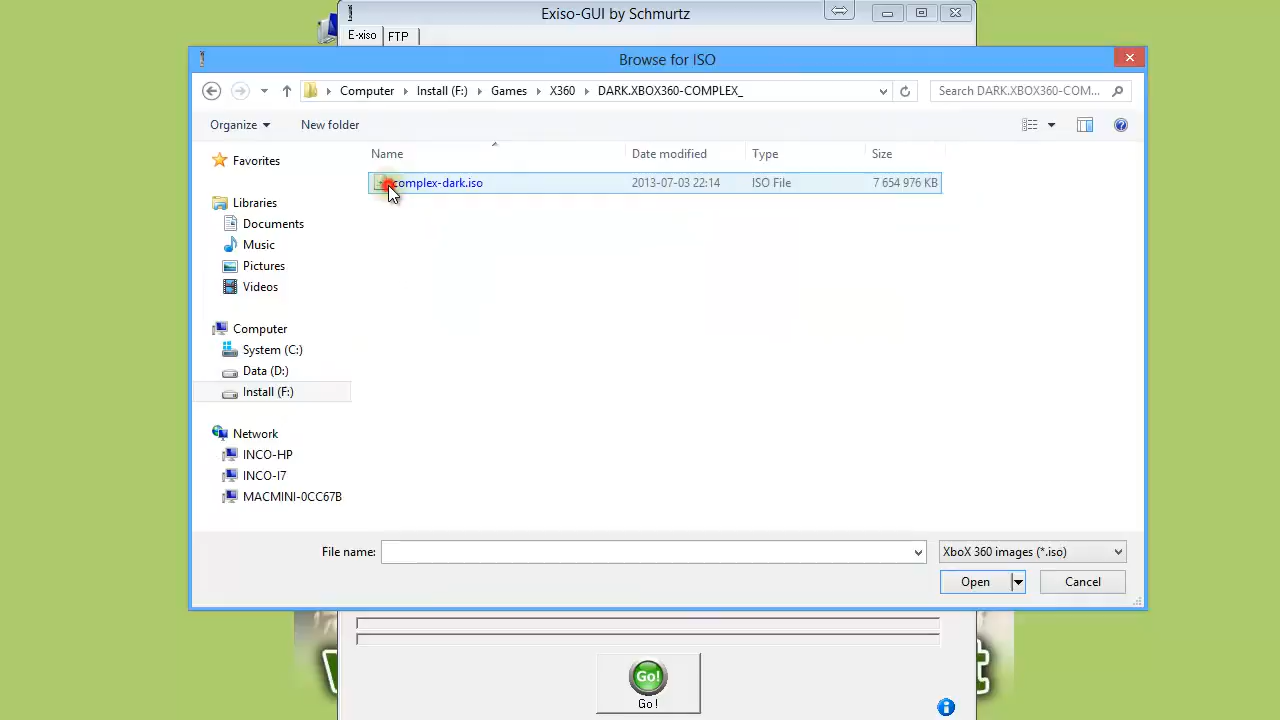 Exiso-GUI by Schmurtz
E-xiso FTP
Browse for ISO
Computer Install (F:) Games X360 DARK.XBOX360-COMPLEX_ Search DARK.XBOX360-COM...
Organize New folder
Name Date modified Type Size
complex-dark.iso 2013-07-03 22:14 ISO File 7 654 976 KB
Favorites
Libraries
Documents
Music
Pictures
Videos
Computer
System (C:)
Data (D:)
Install (F:)
Network
INCO-HP
INCO-I7
MACMINI-0CC67B
File name: XboX 360 images (*.iso)
Open Cancel
Go!
Go !